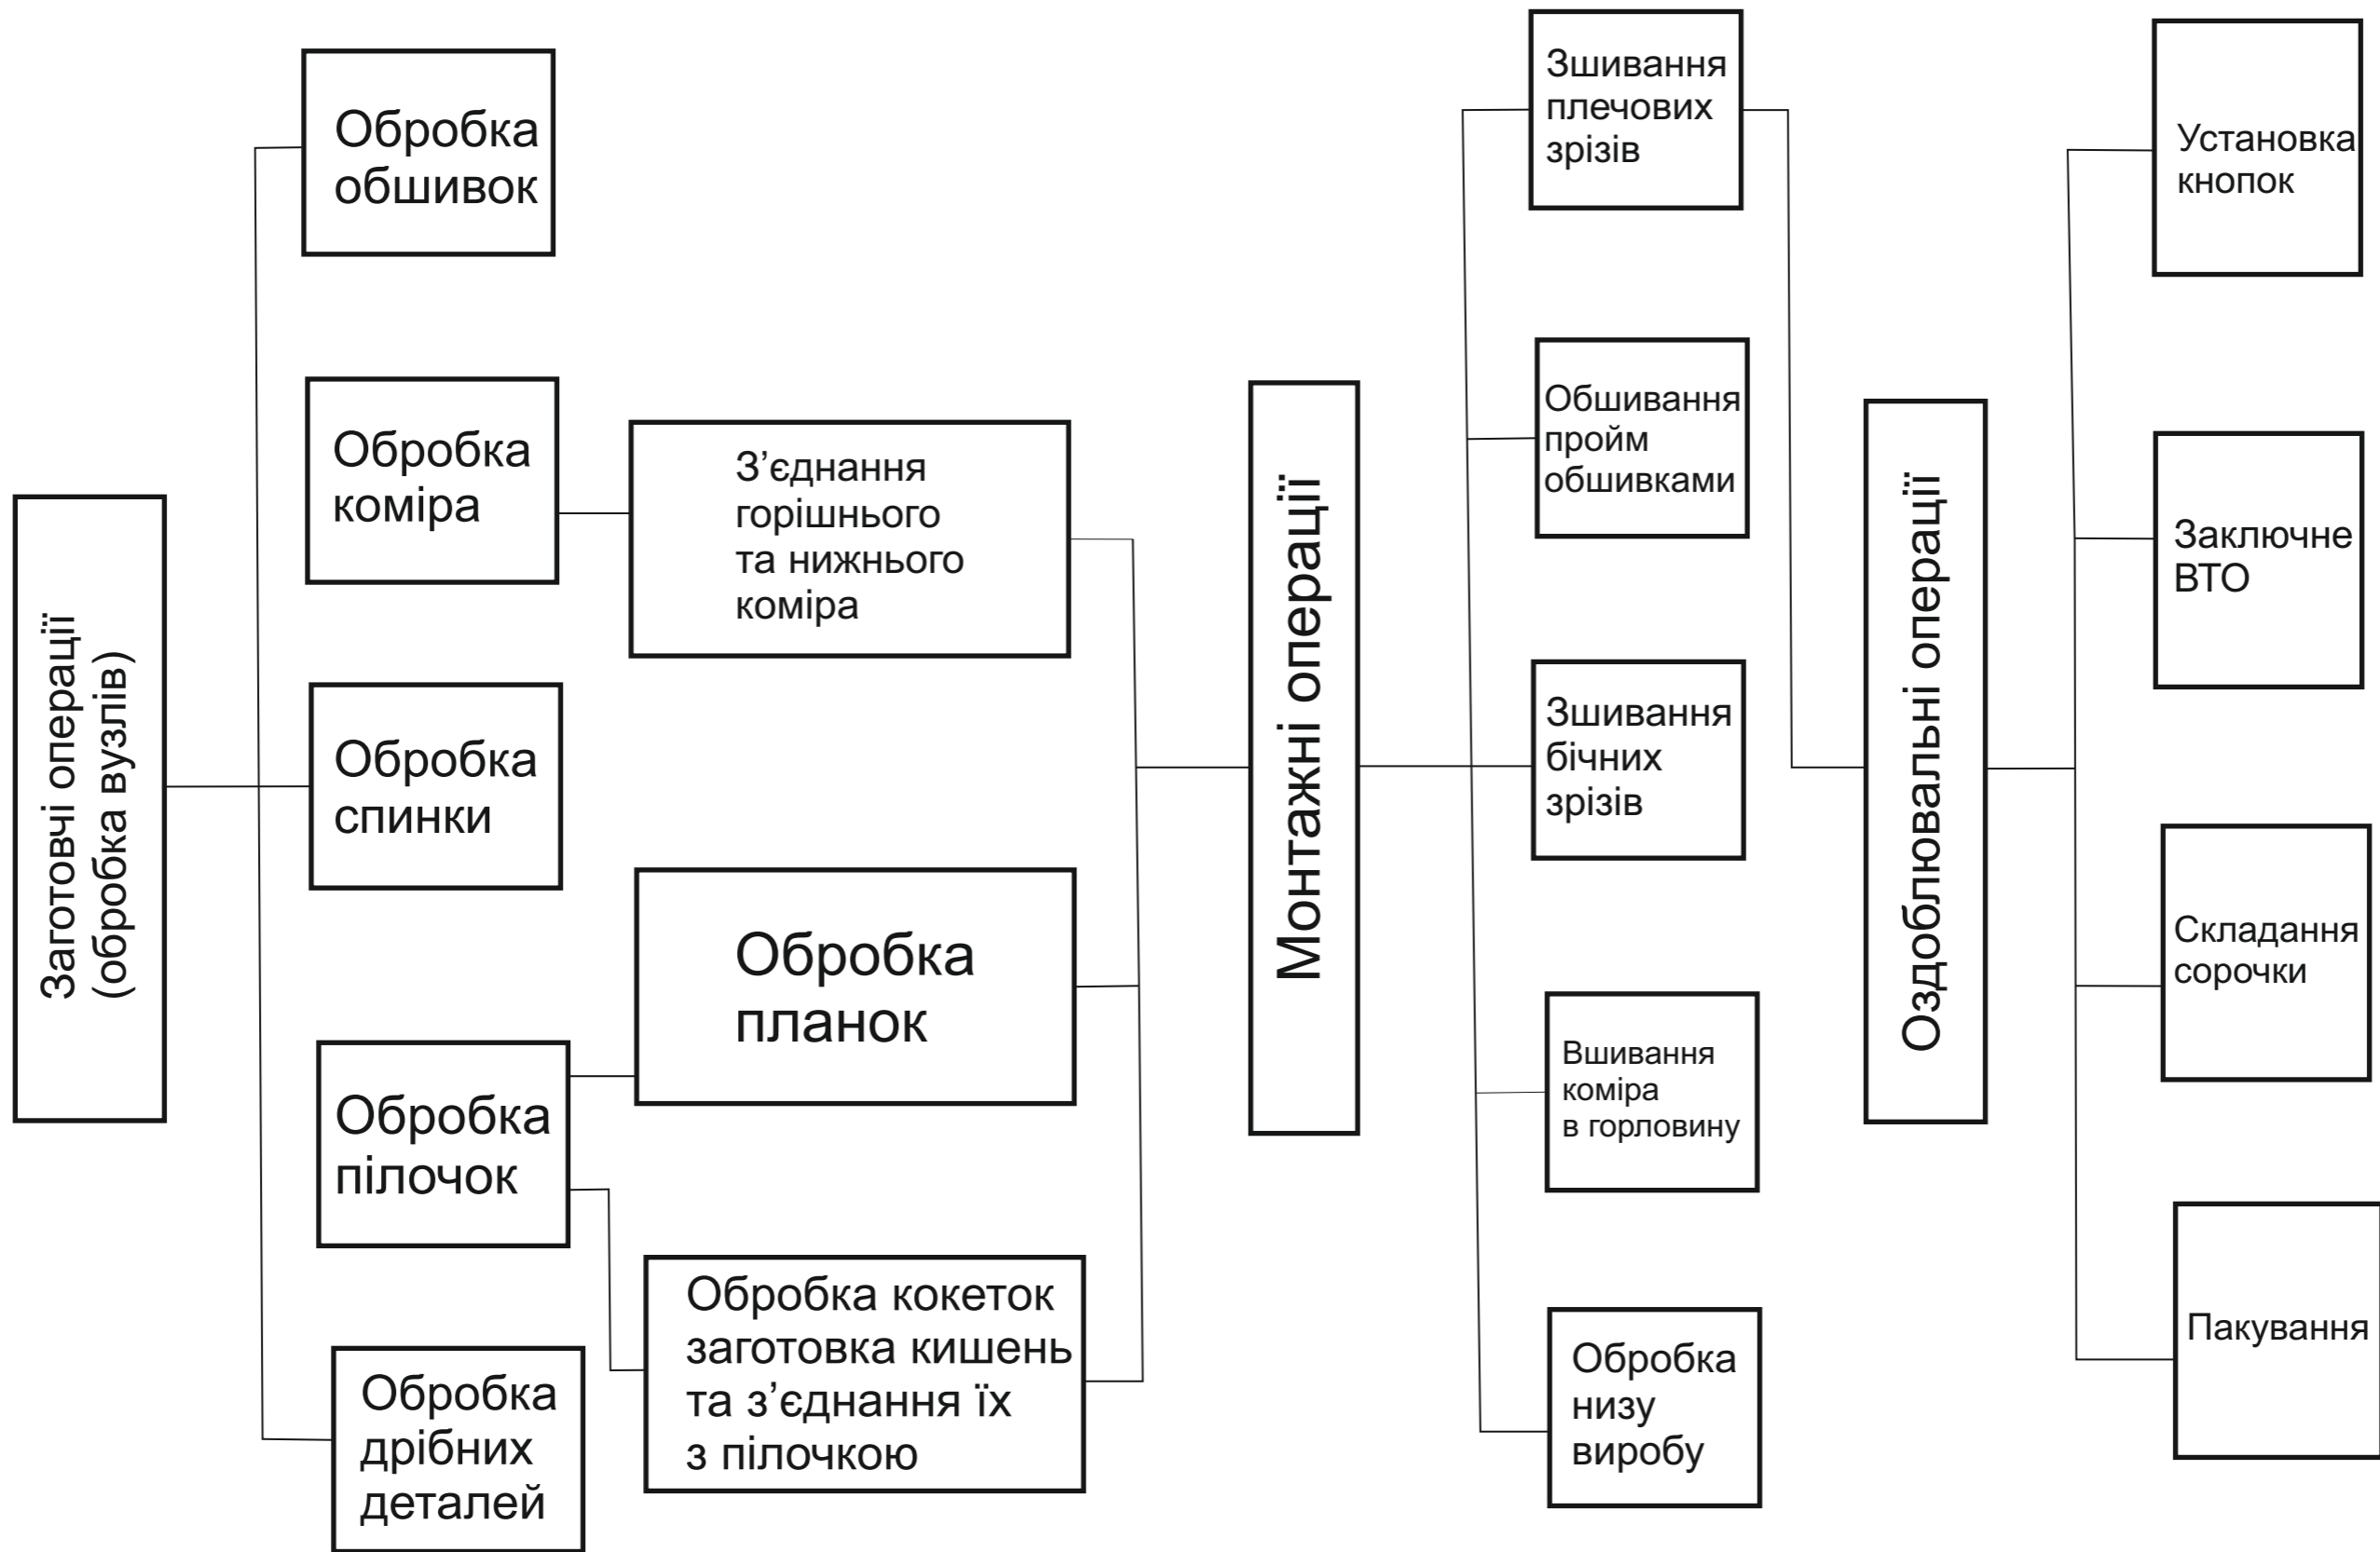 Заготовчі операції
(обробка вузлів)
Обробка
обшивок
Обробка
коміра
Обробка
спинки
Обробка
пілочок
Обробка
дрібних
деталей
З’єднання
горішнього
та нижнього
коміра
Обробка
планок
Обробка кокеток
заготовка кишень
та з’єднання їх
з пілочкою
Монтажні операції
Зшивання
плечових
зрізів
Обшивання
пройм
обшивками
Зшивання
бічних
зрізів
Вшивання
коміра
в горловину
Обробка
низу
виробу
Оздоблювальні операції
Установка
кнопок
Заключне
ВТО
Складання
сорочки
Пакування